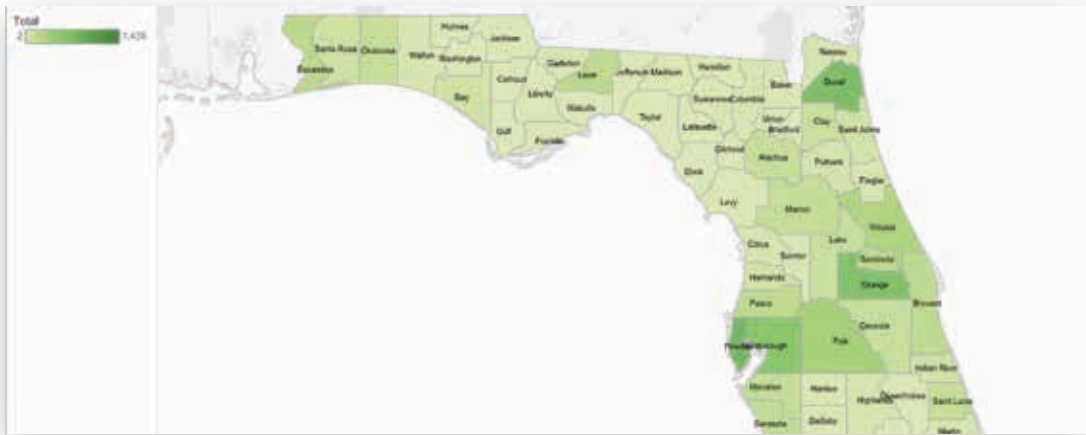 Total
2 1,426
Holmes
Jackson
Santa Rosa Okaloosa Walton Washington
Escambia
Bay
Calhoun
Liberty
Gulf
Franklin
Gadsden
Leon
Wakulla
Jefferson Madison
Hamilton
Taylor
Suwannee Columbia
Lafayette
Baker
Nassau
Duval
Union
Bradford
Clay
Saint Johns
Gilchrist
Alachua
Putnam
Dixie
Flagler
Levy
Marion
Volusia
Citrus
Sumter
Lake
Seminole
Hernando
Orange
Pasco
Brevard
Osceola
Polk
Indian River
Manatee
Hardee
Highlands
Okeechobee
Saint Lucie
Sarasota
DeSoto
Martin